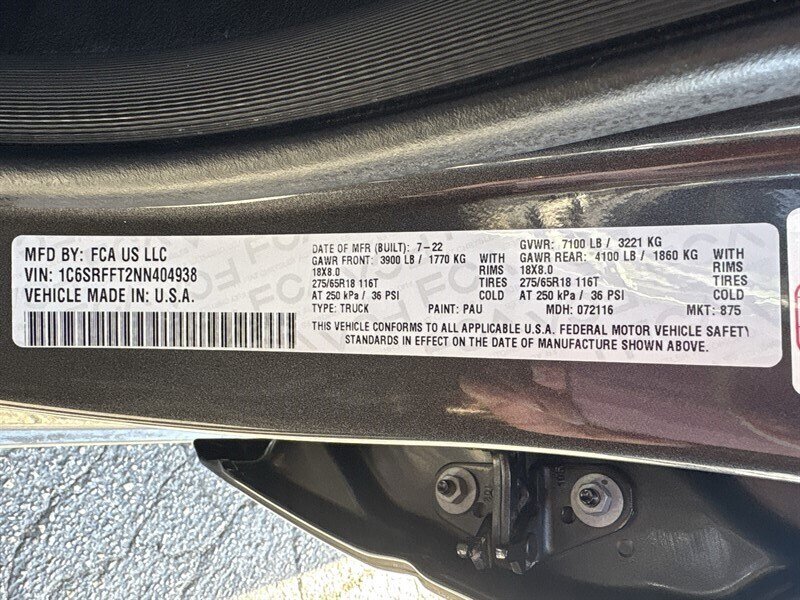 MFD BY: FCA US LLC
VIN: 1C6SRFFT2NN404938
VEHICLE MADE IN: U.S.A.
DATE OF MFR (BUILT): 7-22 GVWR: 7100 LB / 3221 KG
GAWR FRONT: 3900 LB / 1770 KG WITH GAWR REAR: 4100 LB / 1860 KG WITH
18X8.0 RIMS 18X8.0 RIMS
275/65R18 116T TIRES 275/65R18 116T TIRES
AT 250 kPa / 36 PSI COLD AT 250 kPa / 36 PSI COLD
TYPE: TRUCK PAINT: PAU MDH: 072116 MKT: 875
THIS VEHICLE CONFORMS TO ALL APPLICABLE U.S.A. FEDERAL MOTOR VEHICLE SAFETY
STANDARDS IN EFFECT ON THE DATE OF MANUFACTURE SHOWN ABOVE.